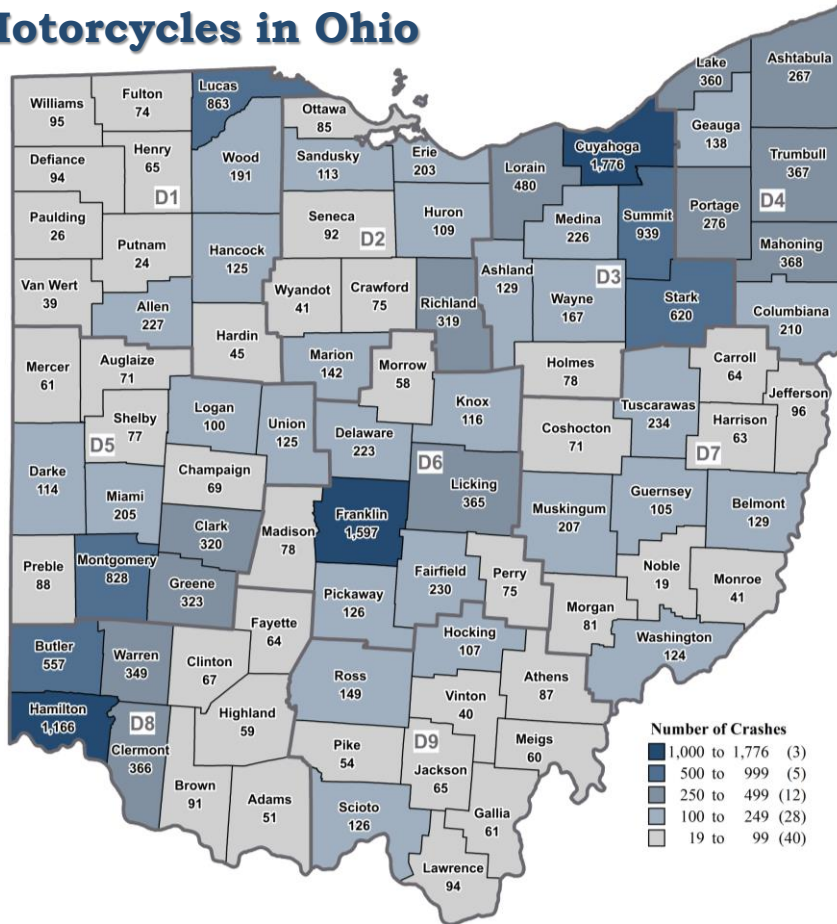 Motorcycles in Ohio
Williams
95
Fulton
74
Lucas
863
Ottawa
85
Lake
360
Ashtabula
267
Defiance
94
Henry
65
D1
Wood
191
Sandusky
113
Erie
203
Lorain
480
Cuyahoga
1,776
Geauga
138
Trumbull
367
D4
Paulding
26
Putnam
24
Hancock
125
Seneca
92
D2
Huron
109
Medina
226
Summit
939
Portage
276
Mahoning
368
Van Wert
39
Allen
227
Wyandot
41
Crawford
75
Richland
319
Ashland
129
D3
Wayne
167
Stark
620
Columbiana
210
Mercer
61
Auglaize
71
Hardin
45
Marion
142
Morrow
58
Holmes
78
Carroll
64
Jefferson
96
Shelby
77
D5
Logan
100
Union
125
Delaware
223
Knox
116
Coshocton
71
Tuscarawas
234
Harrison
63
D7
Darke
114
Miami
205
Champaign
69
D6
Licking
365
Muskingum
207
Guernsey
105
Belmont
129
Clark
320
Madison
78
Franklin
1,597
Preble
88
Montgomery
828
Greene
323
Pickaway
126
Fairfield
230
Perry
75
Morgan
81
Noble
19
Monroe
41
Fayette
64
Hocking
107
Washington
124
Butler
557
Warren
349
Clinton
67
Ross
149
Athens
87
Hamilton
1,166
D8
Clermont
366
Highland
59
Vinton
40
D9
Meigs
60
Pike
54
Jackson
65
Brown
91
Adams
51
Scioto
126
Gallia
61
Lawrence
94
Number of Crashes
1,000 to 1,776 (3)
500 to 999 (5)
250 to 499 (12)
100 to 249 (28)
19 to 99 (40)